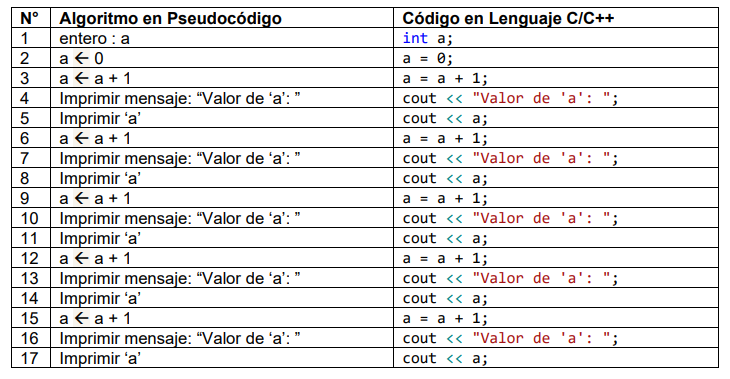 N° Algoritmo en Pseudocódigo Código en Lenguaje C/C++
1 entero : a int a;
2 a ← 0 a = 0;
3 a ← a + 1 a = a + 1;
4 Imprimir mensaje: “Valor de ‘a’: ” cout << "Valor de 'a': ";
5 Imprimir ‘a’ cout << a;
6 a ← a + 1 a = a + 1;
7 Imprimir mensaje: “Valor de ‘a’: ” cout << "Valor de 'a': ";
8 Imprimir ‘a’ cout << a;
9 a ← a + 1 a = a + 1;
10 Imprimir mensaje: “Valor de ‘a’: ” cout << "Valor de 'a': ";
11 Imprimir ‘a’ cout << a;
12 a ← a + 1 a = a + 1;
13 Imprimir mensaje: “Valor de ‘a’: ” cout << "Valor de 'a': ";
14 Imprimir ‘a’ cout << a;
15 a ← a + 1 a = a + 1;
16 Imprimir mensaje: “Valor de ‘a’: ” cout << "Valor de 'a': ";
17 Imprimir ‘a’ cout << a;